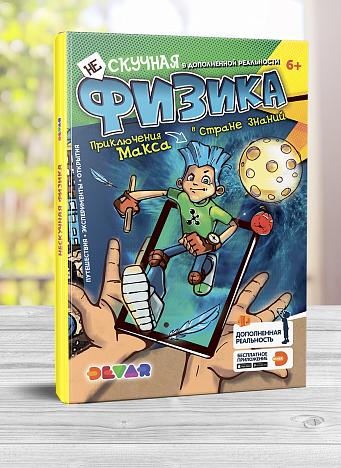 НЕ СКУЧНАЯ
В ДОПОЛНЕННОЙ РЕАЛЬНОСТИ
6+
ФИЗИКА
Приключения
Макса
в Стране Знаний
ПУТЕШЕСТВИЯ • ЭКСПЕРИМЕНТЫ • ОТКРЫТИЯ
DEVAR
НЕСКУЧНАЯ ФИЗИКА
ДОПОЛНЕННАЯ
РЕАЛЬНОСТЬ
БЕСПЛАТНОЕ
ПРИЛОЖЕНИЕ
DEVAR